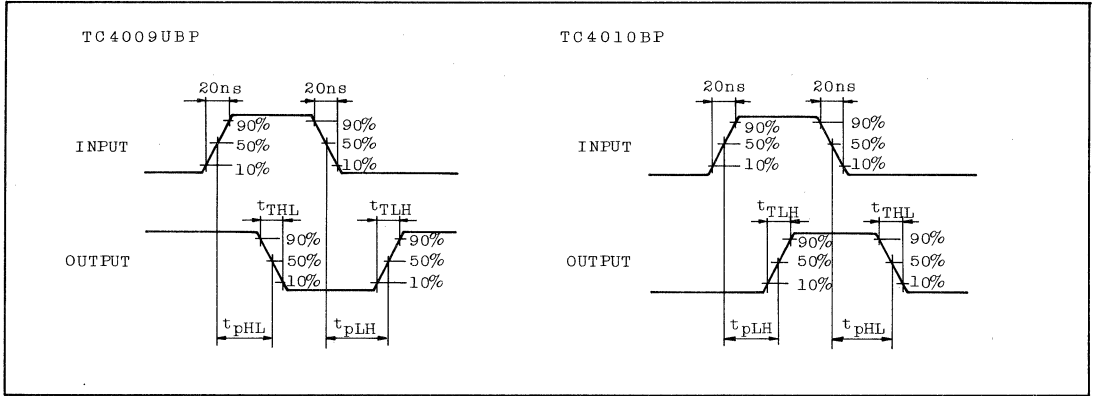 TC4009UBP
20ns 20ns
90% 90%
INPUT 50% 50%
10% 10%
tTHL tTLH
90% 90%
OUTPUT 50% 50%
10% 10%
tpHL tpLH
TC4010BP
20ns 20ns
90% 90%
INPUT 50% 50%
10% 10%
tTLH tTHL
90% 90%
OUTPUT 50% 50%
10% 10%
tpLH tpHL